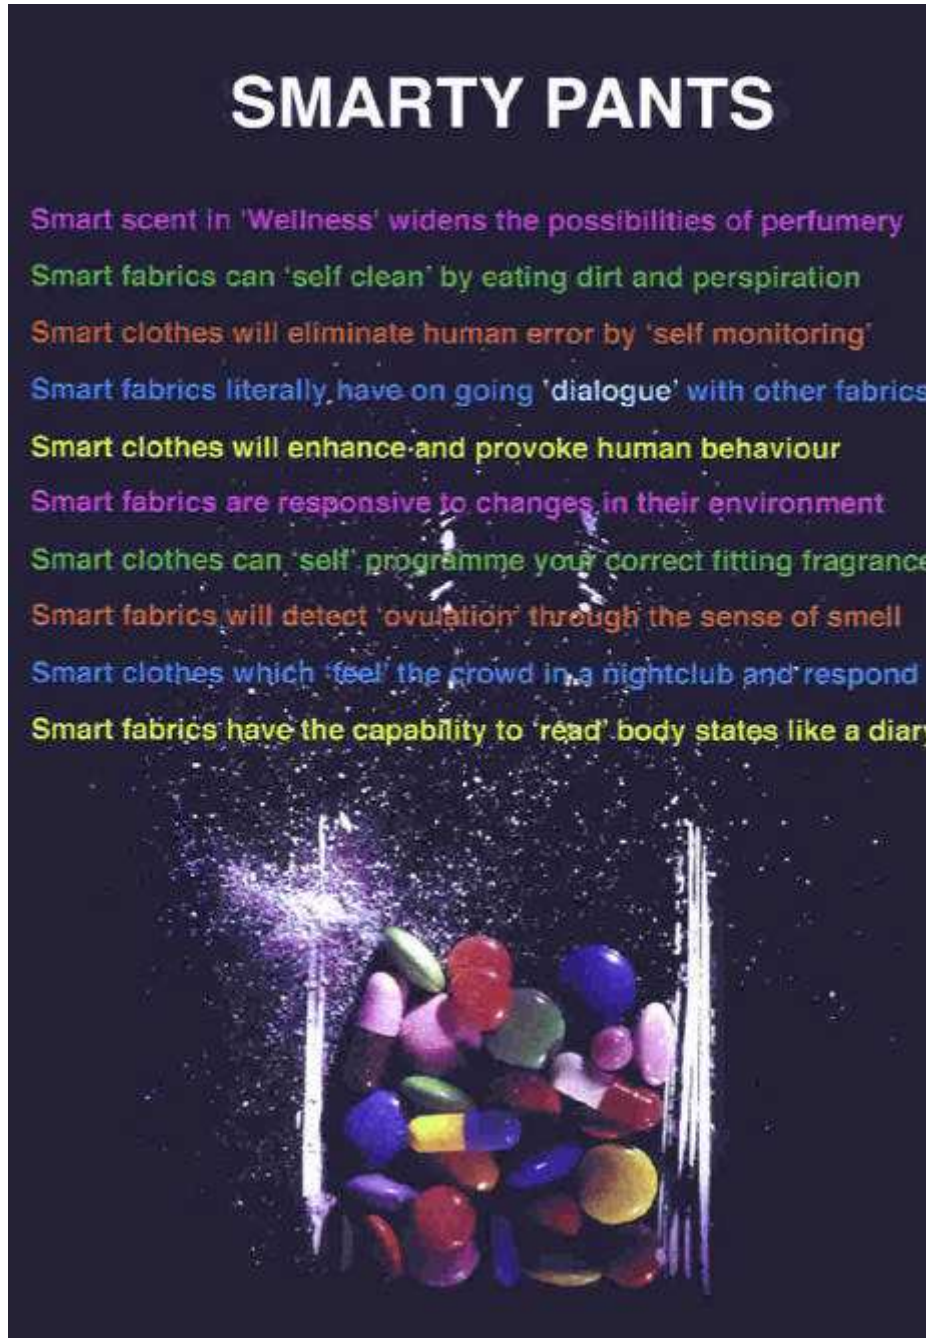 SMARTY PANTS
Smart scent in 'Wellness' widens the possibilities of perfumery
Smart fabrics can 'self clean' by eating dirt and perspiration
Smart clothes will eliminate human error by 'self monitoring'
Smart fabrics literally have on going 'dialogue' with other fabrics
Smart clothes will enhance and provoke human behaviour
Smart fabrics are responsive to changes in their environment
Smart clothes can 'self' programme your correct fitting fragrance
Smart fabrics will detect 'ovulation' through the sense of smell
Smart clothes which 'feel' the crowd in a nightclub and respond
Smart fabrics have the capability to 'read' body states like a diary